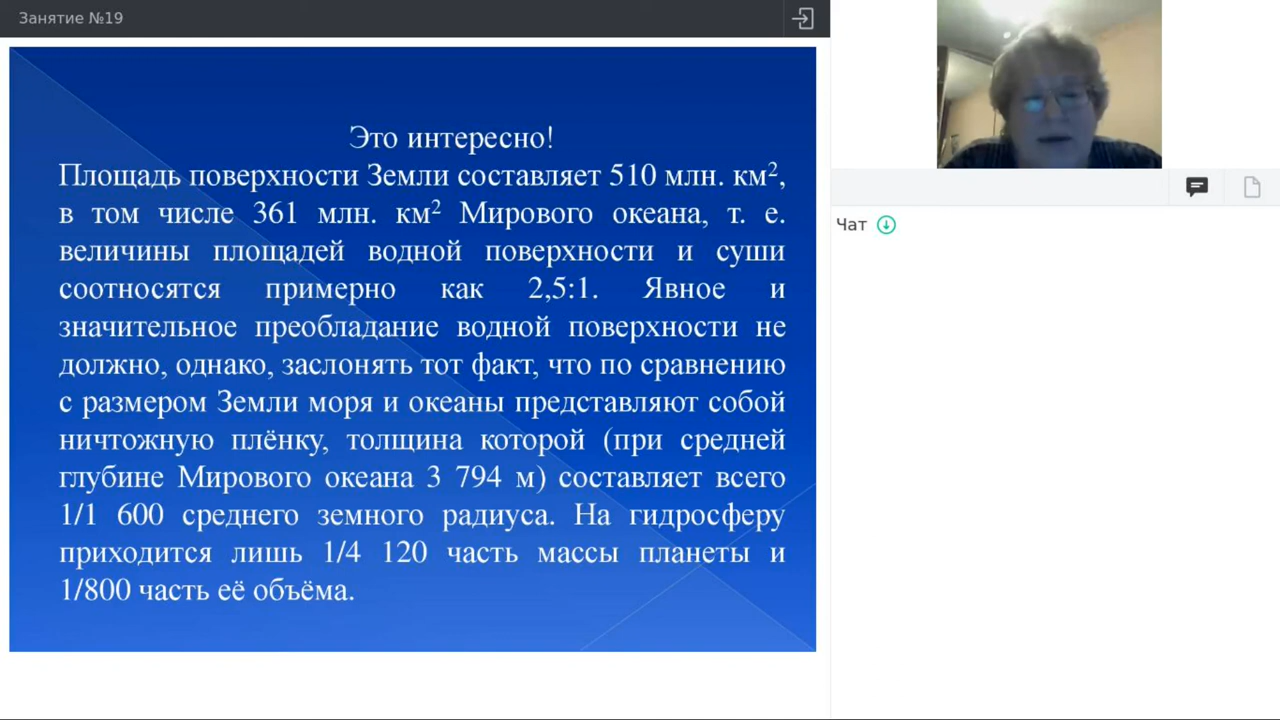 Занятие №19
Это интересно!
Площадь поверхности Земли составляет 510 млн. км²,
в том числе 361 млн. км² Мирового океана, т. е.
величины площадей водной поверхности и суши
соотносятся примерно как 2,5:1. Явное и
значительное преобладание водной поверхности не
должно, однако, заслонять тот факт, что по сравнению
с размером Земли моря и океаны представляют собой
ничтожную плёнку, толщина которой (при средней
глубине Мирового океана 3 794 м) составляет всего
1/1 600 среднего земного радиуса. На гидросферу
приходится лишь 1/4 120 часть массы планеты и
1/800 часть её объёма.
Чат